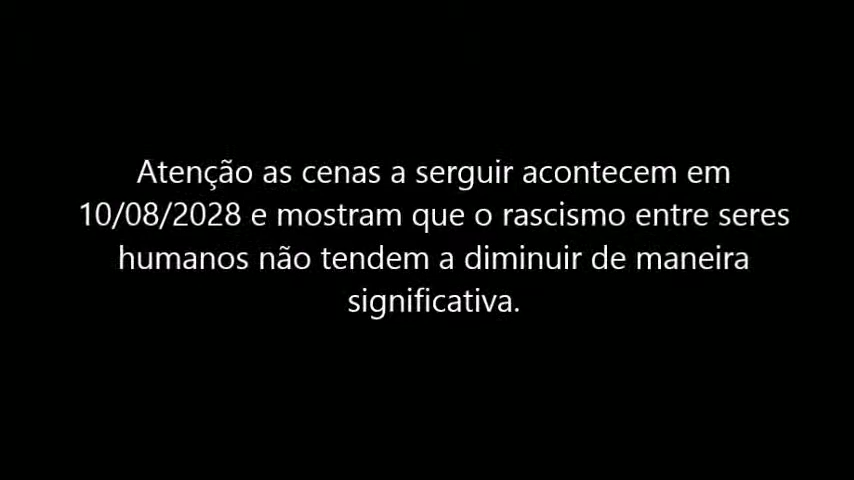 Atenção as cenas a serguir acontecem em
10/08/2028 e mostram que o rascismo entre seres
humanos não tendem a diminuir de maneira
significativa.